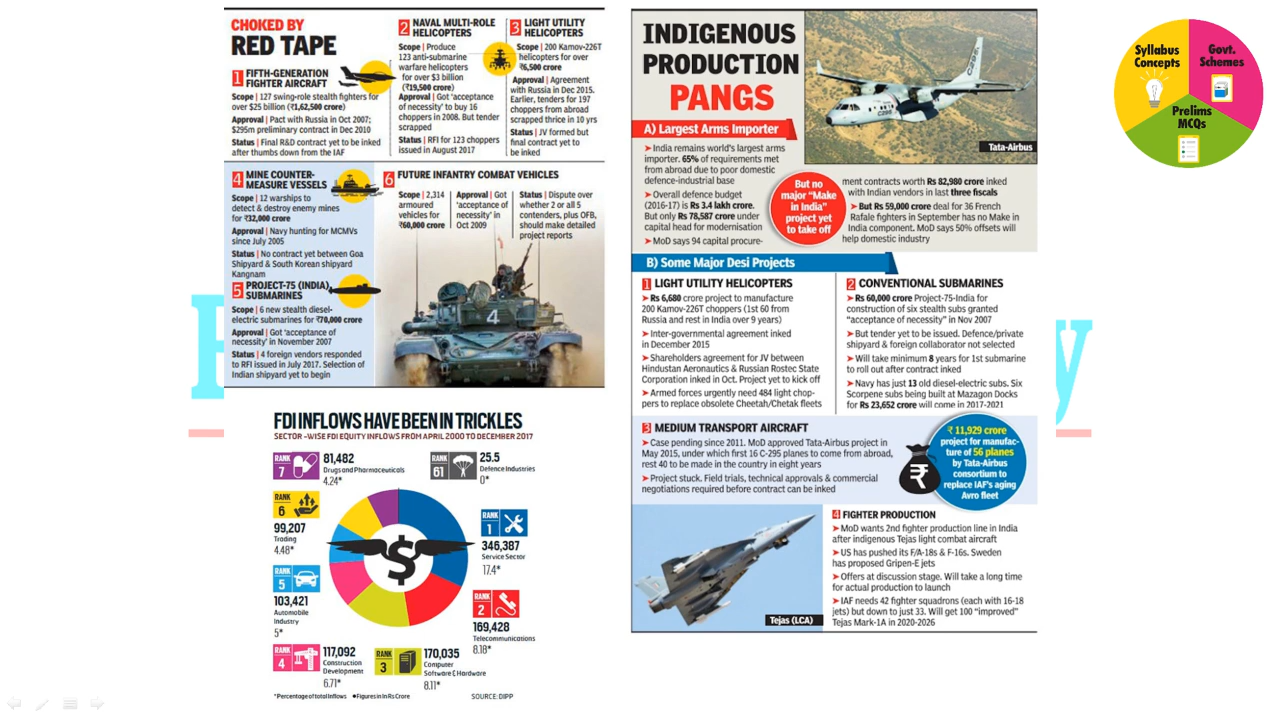 CHOKED BY
RED TAPE
1 FIFTH-GENERATION
FIGHTER AIRCRAFT
Scope | 127 swing-role stealth fighters for
over $25 billion (₹1,62,500 crore)
Approval | Pact with Russia in Oct 2007;
$295m preliminary contract in Dec 2010
Status | Final R&D contract yet to be inked
after thumbs down from the IAF
2 NAVAL MULTI-ROLE
HELICOPTERS
Scope | Produce
123 anti-submarine
warfare helicopters
for over $3 billion
(₹19,500 crore)
Approval | Got 'acceptance
of necessity' to buy 16
choppers in 2008. But tender
scrapped
Status | RFI for 123 choppers
issued in August 2017
3 LIGHT UTILITY
HELICOPTERS
Scope | 200 Kamov-226T
helicopters for over
₹6,500 crore
Approval | Agreement
with Russia in Dec 2015.
Earlier, tenders for 197
choppers from abroad
scrapped thrice in 10 yrs
Status | JV formed but
final contract yet to
be inked
4 MINE COUNTER-
MEASURE VESSELS
Scope | 12 warships to
detect & destroy enemy mines
for ₹32,000 crore
Approval | Navy hunting for MCMVs
since July 2005
Status | No contract yet between Goa
Shipyard & South Korean shipyard
Kangnam
5 PROJECT-75 (INDIA)
SUBMARINES
Scope | 6 new stealth diesel-
electric submarines for ₹70,000 crore
Approval | Got 'acceptance of
necessity' in November 2007
Status | 4 foreign vendors responded
to RFI issued in July 2017. Selection of
Indian shipyard yet to begin
6 FUTURE INFANTRY COMBAT VEHICLES
Scope | 2,314
armoured
vehicles for
₹60,000 crore
Approval | Got
'acceptance of
necessity' in
Oct 2009
Status | Dispute over
whether 2 or all 5
contenders, plus OFB,
should make detailed
project reports
4
FDI INFLOWS HAVE BEEN IN TRICKLES
SECTOR -WISE FDI EQUITY INFLOWS FROM APRIL 2000 TO DECEMBER 2017
RANK
7
81,482
Drugs and Pharmaceuticals
4.24*
RANK
61
25.5
Defence Industries
0*
RANK
6
99,207
Trading
4.48*
RANK
1
346,387
Service Sector
17.4*
RANK
5
103,421
Automobile
Industry
5*
RANK
2
169,428
Telecommunications
8.18*
RANK
4
117,092
Construction
Development
6.71*
RANK
3
170,035
Computer
Software & Hardware
8.11*
$
*Percentage of total Inflows ♦Figures in Rs Crore SOURCE: DIPP
INDIGENOUS
PRODUCTION
PANGS
C295
Tata-Airbus
A) Largest Arms Importer
➤ India remains world's largest arms
importer. 65% of requirements met
from abroad due to poor domestic
defence-industrial base
➤ Overall defence budget
(2016-17) is Rs 3.4 lakh crore.
But only Rs 78,587 crore under
capital head for modernisation
➤ MoD says 94 capital procure-
But no
major "Make
in India"
project yet
to take off
ment contracts worth Rs 82,980 crore inked
with Indian vendors in last three fiscals
➤ But Rs 59,000 crore deal for 36 French
Rafale fighters in September has no Make in
India component. MoD says 50% offsets will
help domestic industry
B) Some Major Desi Projects
1 LIGHT UTILITY HELICOPTERS
➤ Rs 6,680 crore project to manufacture
200 Kamov-226T choppers (1st 60 from
Russia and rest in India over 9 years)
➤ Inter-governmental agreement inked
in December 2015
➤ Shareholders agreement for JV between
Hindustan Aeronautics & Russian Rostec State
Corporation inked in Oct. Project yet to kick off
➤ Armed forces urgently need 484 light chop-
pers to replace obsolete Cheetah/Chetak fleets
2 CONVENTIONAL SUBMARINES
➤ Rs 60,000 crore Project-75-India for
construction of six stealth subs granted
"acceptance of necessity" in Nov 2007
➤ But tender yet to be issued. Defence/private
shipyard & foreign collaborator not selected
➤ Will take minimum 8 years for 1st submarine
to roll out after contract inked
➤ Navy has just 13 old diesel-electric subs. Six
Scorpene subs being built at Mazagon Docks
for Rs 23,652 crore will come in 2017-2021
3 MEDIUM TRANSPORT AIRCRAFT
➤ Case pending since 2011. MoD approved Tata-Airbus project in
May 2015, under which first 16 C-295 planes to come from abroad,
rest 40 to be made in the country in eight years
➤ Project stuck. Field trials, technical approvals & commercial
negotiations required before contract can be inked
₹
₹ 11,929 crore
project for manufac-
ture of 56 planes
by Tata-Airbus
consortium to
replace IAF's aging
Avro fleet
Tejas (LCA)
4 FIGHTER PRODUCTION
➤ MoD wants 2nd fighter production line in India
after indigenous Tejas light combat aircraft
➤ US has pushed its F/A-18s & F-16s. Sweden
has proposed Gripen-E jets
➤ Offers at discussion stage. Will take a long time
for actual production to launch
➤ IAF needs 42 fighter squadrons (each with 16-18
jets) but down to just 33. Will get 100 "improved"
Tejas Mark-1A in 2020-2026
Syllabus
Concepts
Govt.
Schemes
Prelims
MCQs